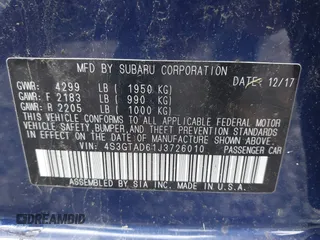 MFD BY SUBARU CORPORATION
GVWR: 4299 LB ( 1950 KG) DATE: 12/17
GAWR: F 2183 LB ( 990 KG)
GAWR: R 2205 LB ( 1000 KG)
THIS VEHICLE CONFORMS TO ALL APPLICABLE FEDERAL MOTOR
VEHICLE SAFETY, BUMPER, AND THEFT PREVENTION STANDARDS
IN EFFECT ON THE DATE OF MANUFACTURE SHOWN ABOVE.
VIN: 4S3GTAD61J3726010 PASSENGER CAR
ASSEMBLED BY SIA INC. MADE IN U.S.A.
DREAMBID